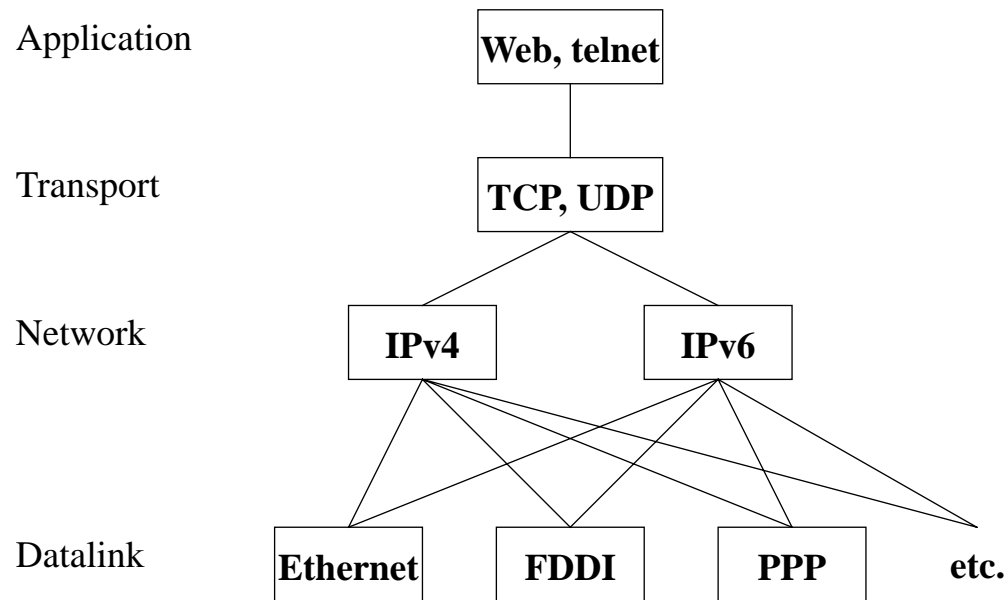 Application
Web, telnet
Transport
TCP, UDP
Network
IPv4
IPv6
Datalink
Ethernet
FDDI
PPP
etc.